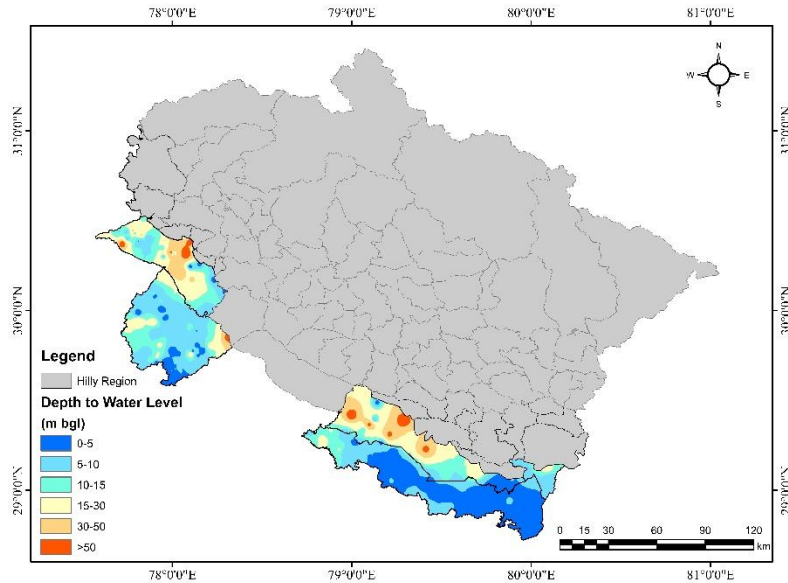 78°0'0"E 79°0'0"E 80°0'0"E 81°0'0"E
N
W E
S
31°0'0"N 31°0'0"N
30°0'0"N 30°0'0"N
29°0'0"N 29°0'0"N
Legend
Hilly Region
Depth to Water Level
(m bgl)
0-5
5-10
10-15
15-30
30-50
>50
0 15 30 60 90 120
km
78°0'0"E 79°0'0"E 80°0'0"E 81°0'0"E